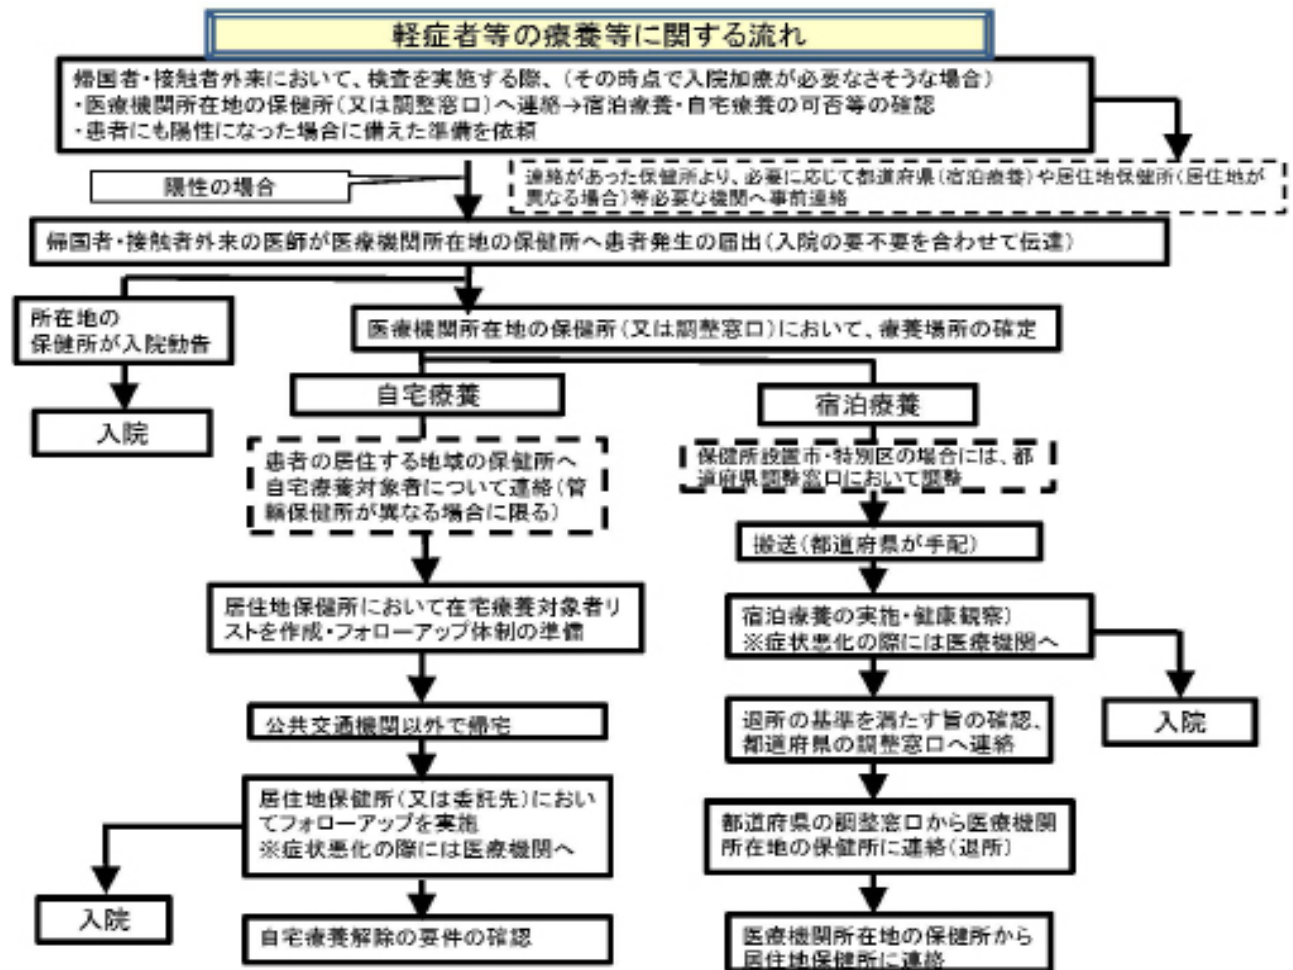 軽症者等の療養等に関する流れ
帰国者・接触者外来において、検査を実施する際、（その時点で入院加療が必要なさそうな場合）
・医療機関所在地の保健所（又は調整窓口）へ連絡→宿泊療養・自宅療養の可否等の確認
・患者にも陽性になった場合に備えた準備を依頼
陽性の場合
連絡があった保健所より、必要に応じて都道府県（宿泊療養）や居住地保健所（居住地が
異なる場合）等必要な機関へ事前連絡
帰国者・接触者外来の医師が医療機関所在地の保健所へ患者発生の届出（入院の要不要を合わせて伝達）
所在地の
保健所が入院勧告
入院
医療機関所在地の保健所（又は調整窓口）において、療養場所の確定
自宅療養
患者の居住する地域の保健所へ
自宅療養対象者について連絡（管
轄保健所が異なる場合に限る）
居住地保健所において在宅療養対象者リ
ストを作成・フォローアップ体制の準備
公共交通機関以外で帰宅
居住地保健所（又は委託先）におい
てフォローアップを実施
※症状悪化の際には医療機関へ
入院
自宅療養解除の要件の確認
宿泊療養
保健所設置市・特別区の場合には、都
道府県調整窓口において調整
搬送（都道府県が手配）
宿泊療養の実施・健康観察）
※症状悪化の際には医療機関へ
入院
退所の基準を満たす旨の確認、
都道府県の調整窓口へ連絡
都道府県の調整窓口から医療機関
所在地の保健所に連絡（退所）
医療機関所在地の保健所から
居住地保健所に連絡